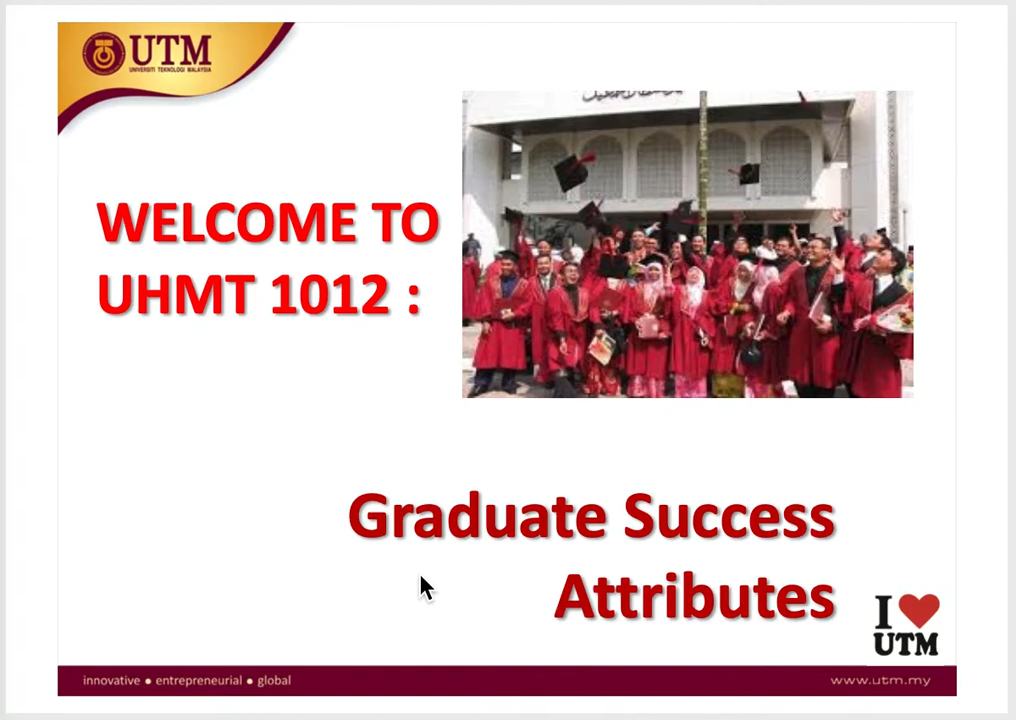 UTM
UNIVERSITI TEKNOLOGI MALAYSIA
WELCOME TO
UHMT 1012 :
Graduate Success
Attributes
I ♥
UTM
innovative ● entrepreneurial ● global
www.utm.my